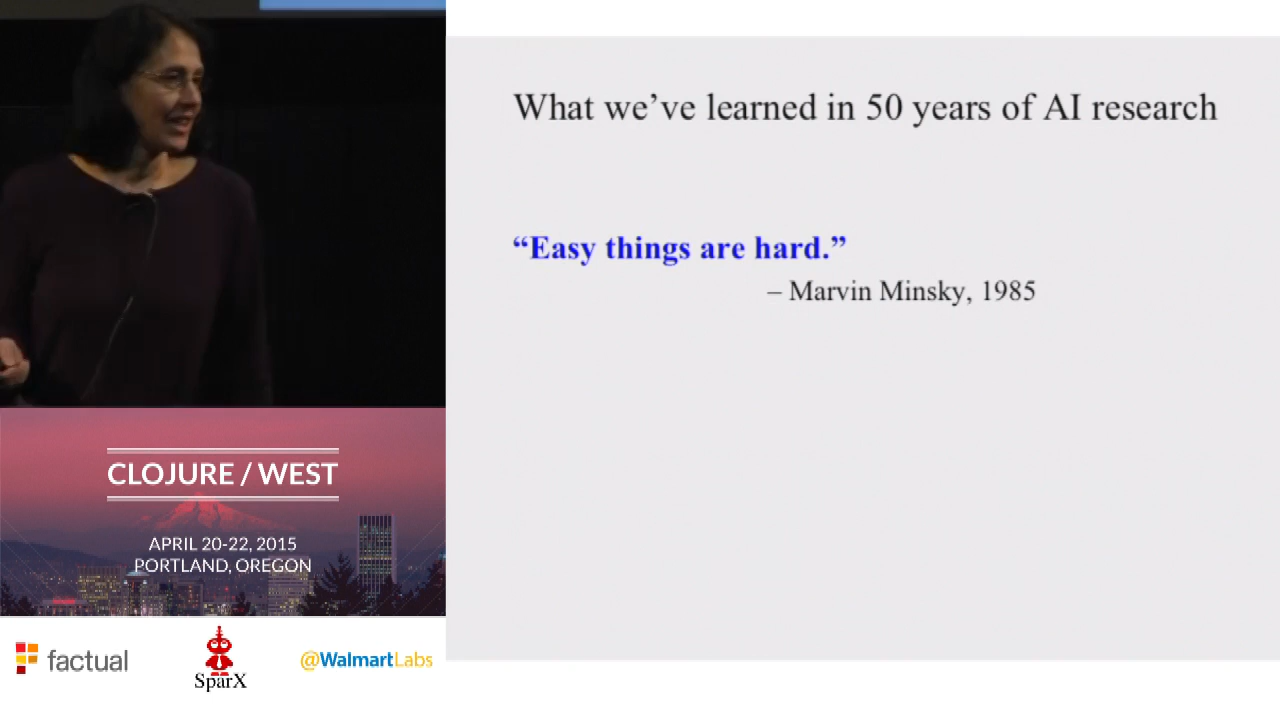 What we've learned in 50 years of AI research
“Easy things are hard.”
– Marvin Minsky, 1985
CLOJURE / WEST
APRIL 20-22, 2015
PORTLAND, OREGON
factual
SparX
@WalmartLabs